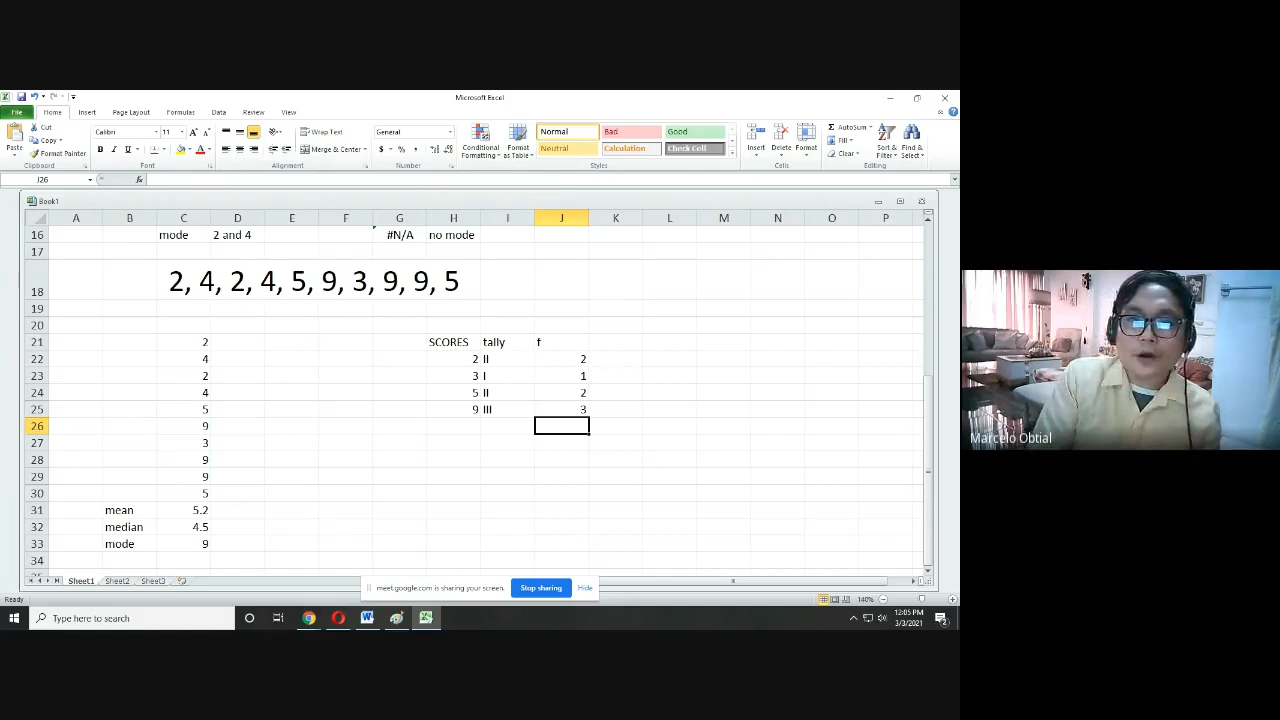 Microsoft Excel
File Home Insert Page Layout Formulas Data Review View
Cut
Copy
Format Painter
Paste
Clipboard
Calibri 11
Font
Wrap Text
Merge & Center
Alignment
General
Number
Conditional Formatting
Format as Table
Normal Bad Good
Neutral Calculation Check Cell
Styles
Insert Delete Format
Cells
AutoSum
Fill
Clear
Sort & Filter
Find & Select
Editing
J26 fx
Book1
A B C D E F G H I J K L M N O P
16 mode 2 and 4 #N/A no mode
17
18 2, 4, 2, 4, 5, 9, 3, 9, 9, 5
19
20
21 2 SCORES tally f
22 4 2 II 2
23 2 3 I 1
24 4 5 II 2
25 5 9 III 3
26 9
27 3
28 9
29 9
30 5
31 mean 5.2
32 median 4.5
33 mode 9
34
Sheet1 Sheet2 Sheet3
meet.google.com is sharing your screen. Stop sharing Hide
Ready 140%
Type here to search
12:05 PM
3/3/2021
2
Marcelo Obtial